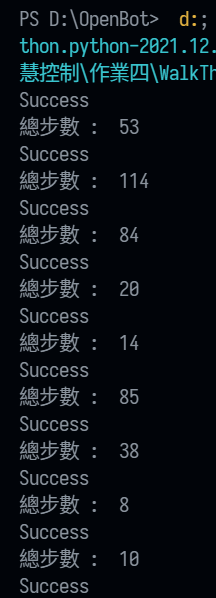 PS D:\OpenBot> d:;
thon.python-2021.12.
慧控制\作業四\WalkTh
Success
總步數 : 53
Success
總步數 : 114
Success
總步數 : 84
Success
總步數 : 20
Success
總步數 : 14
Success
總步數 : 85
Success
總步數 : 38
Success
總步數 : 8
Success
總步數 : 10
Success